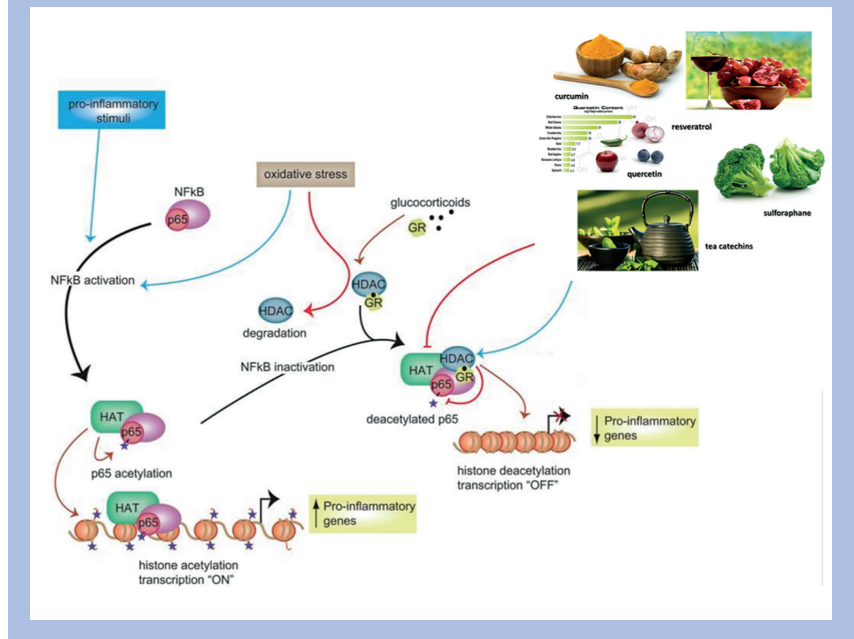 pro-inflammatory
stimuli
NFkB
p65
NFkB activation
oxidative stress
glucocorticoids
GR
HDAC
GR
HDAC
degradation
NFkB inactivation
HAT
HDAC
GR
p65
deacetylated p65
HAT
p65
p65 acetylation
HAT
p65
histone acetylation
transcription "ON"
Pro-inflammatory
genes
histone deacetylation
transcription "OFF"
Pro-inflammatory
genes
curcumin
resveratrol
Quercetin Content
quercetin
sulforaphane
tea catechins